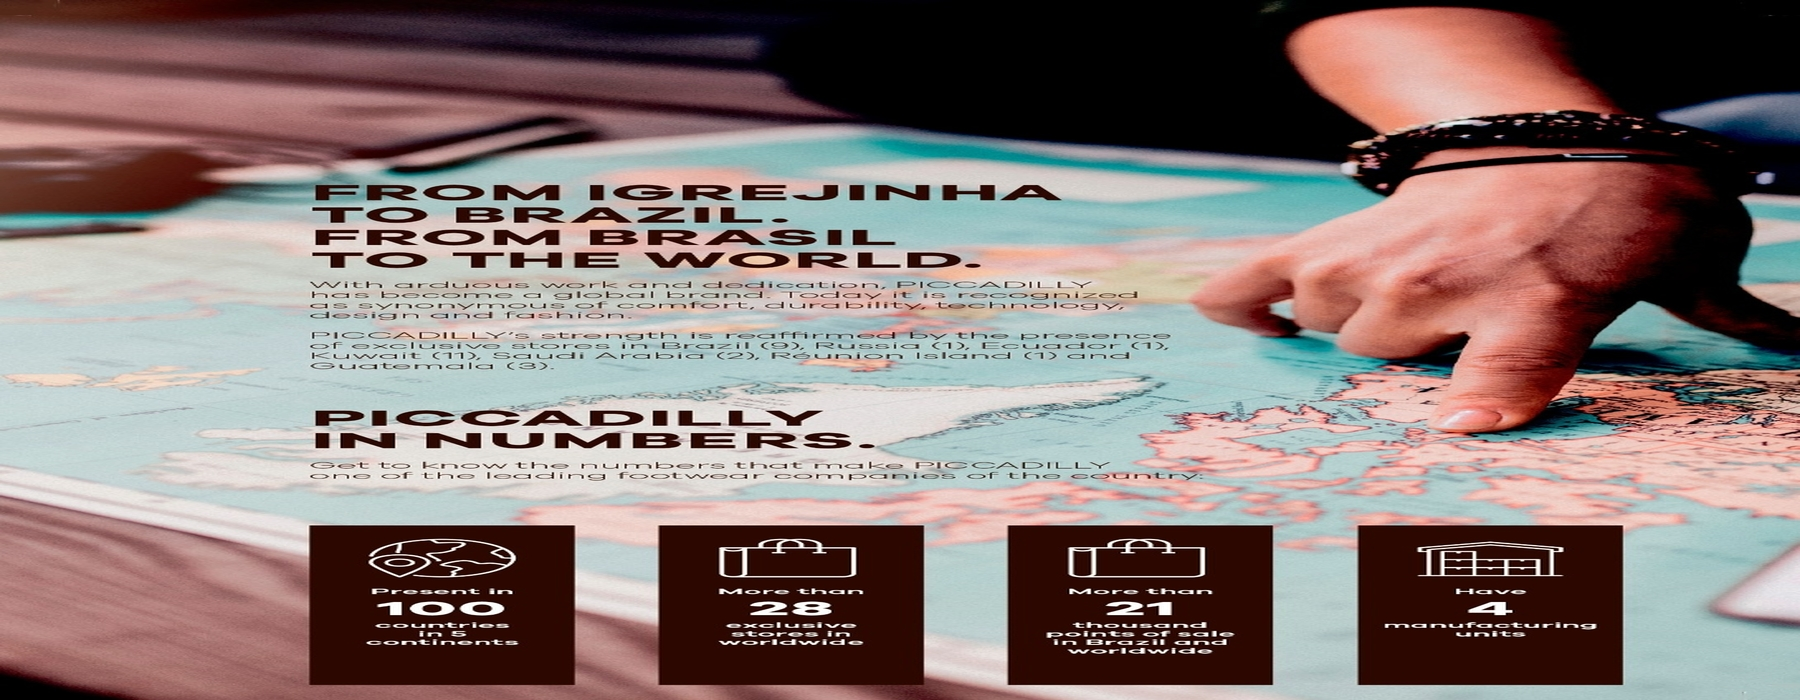 FROM IGREJINHA
TO BRAZIL.
FROM BRASIL
TO THE WORLD.
With arduous work and dedication, PICCADILLY
has become a global brand. Today it is recognized
as synonymous of comfort, durability, technology,
design and fashion.
PICCADILLY's strength is reaffirmed by the presence
of exclusive stores in Brazil (9), Russia (1), Ecuador (1),
Kuwait (11), Saudi Arabia (2), Réunion Island (1) and
Guatemala (3).
PICCADILLY
IN NUMBERS.
Get to know the numbers that make PICCADILLY
one of the leading footwear companies of the country:
Present in
100
countries
in 5
continents
More than
28
exclusive
stores in
worldwide
More than
21
thousand
points of sale
in Brazil and
worldwide
Have
4
manufacturing
units